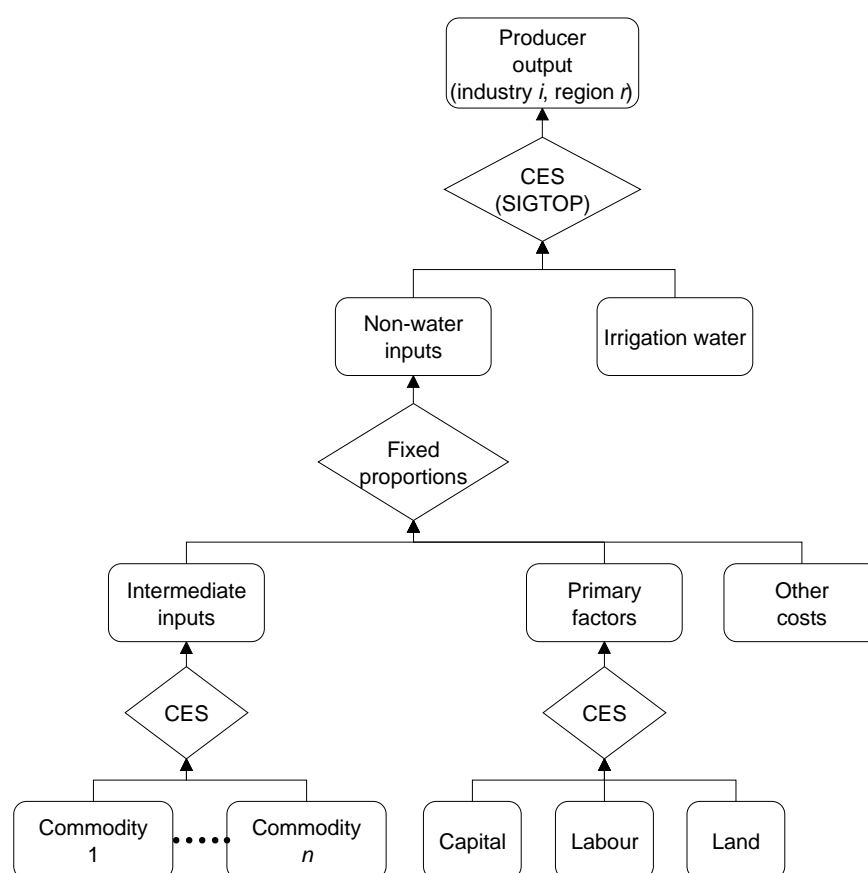 Producer
output
(industry i, region r)
CES
(SIGTOP)
Non-water
inputs
Irrigation water
Fixed
proportions
Intermediate
inputs
Primary
factors
Other
costs
CES
CES
Commodity
1
Commodity
n
Capital
Labour
Land